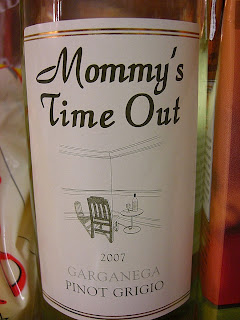 Mommy's
Time Out
2007
GARGANEGA
PINOT GRIGIO